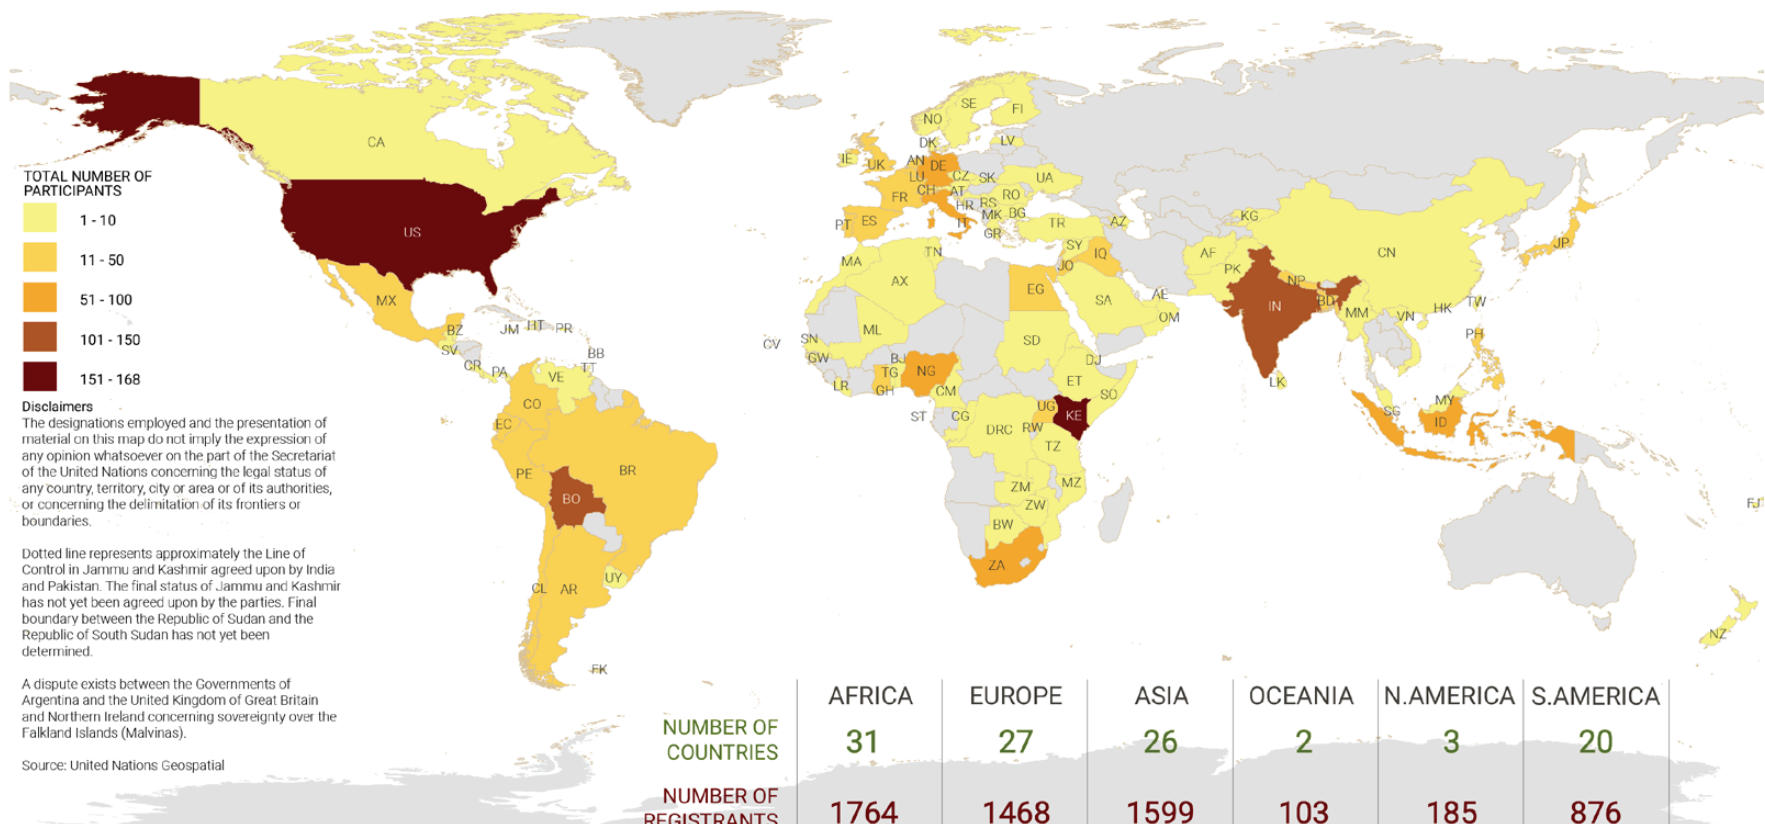 TOTAL NUMBER OF
PARTICIPANTS
1 - 10
11 - 50
51 - 100
101 - 150
151 - 168
Disclaimers
The designations employed and the presentation of
material on this map do not imply the expression of
any opinion whatsoever on the part of the Secretariat
of the United Nations concerning the legal status of
any country, territory, city or area or of its authorities,
or concerning the delimitation of its frontiers or
boundaries.
Dotted line represents approximately the Line of
Control in Jammu and Kashmir agreed upon by India
and Pakistan. The final status of Jammu and Kashmir
has not yet been agreed upon by the parties. Final
boundary between the Republic of Sudan and the
Republic of South Sudan has not yet been
determined.
A dispute exists between the Governments of
Argentina and the United Kingdom of Great Britain
and Northern Ireland concerning sovereignty over the
Falkland Islands (Malvinas).
Source: United Nations Geospatial
CA
US
MX
BZ
SV
JM
HT
PR
CR
PA
BB
TT
VE
CO
EC
PE
BR
BO
CL
AR
UY
FK
CV
SE
FI
NO
DK
LV
IE
UK
AN
DE
LU
CZ
SK
UA
CH
AT
FR
RO
HR
RS
MK
BG
PT
ES
IT
GR
TR
AZ
KG
MA
TN
SY
IQ
JO
AX
EG
SA
AE
OM
AF
PK
CN
JP
NP
IN
BD
MM
VN
HK
TW
PH
LK
MY
SG
ID
SN
ML
GW
BJ
TG
NG
LR
GH
CM
SD
DJ
ET
SO
ST
CG
UG
KE
DRC
RW
TZ
ZM
MZ
ZW
BW
ZA
FJ
NZ
AFRICA EUROPE ASIA OCEANIA N.AMERICA S.AMERICA
NUMBER OF
COUNTRIES 31 27 26 2 3 20
NUMBER OF
REGISTRANTS 1764 1468 1599 103 185 876